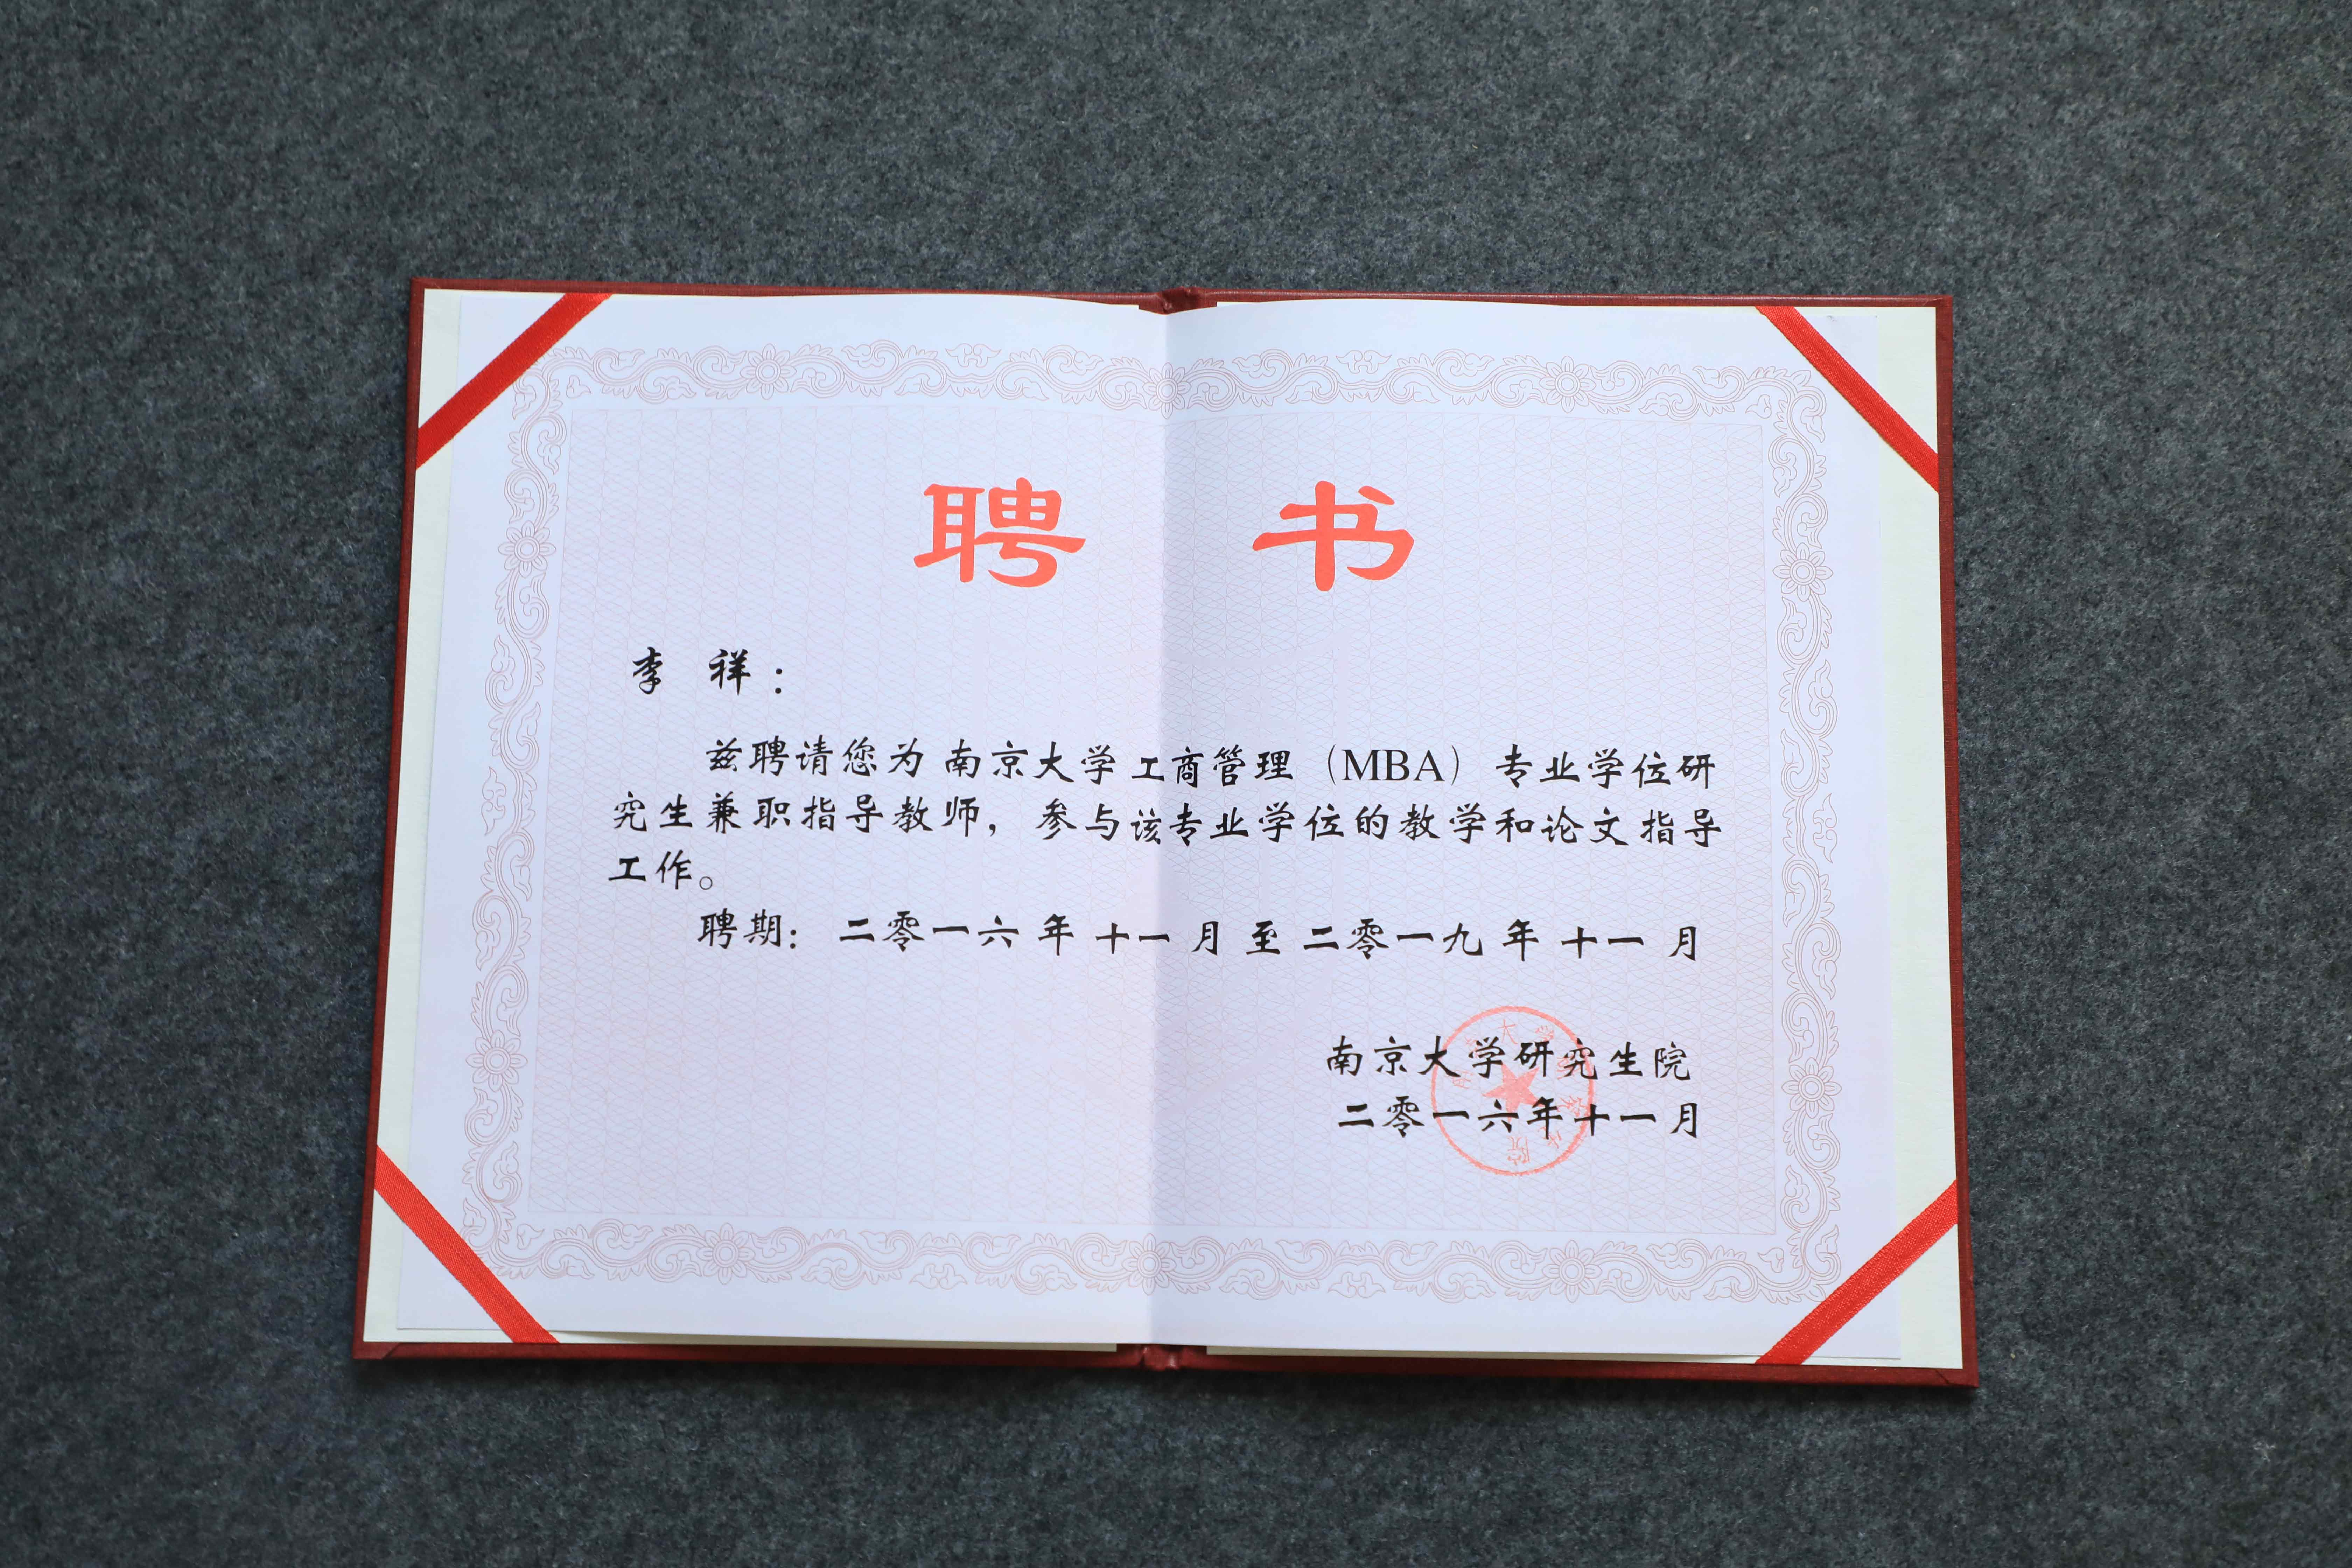 聘 书
李 祥：
兹聘请您为 南京大学 工商管理（MBA）专业学位研
究生兼职指导教师，参与该专业学位的教学和论文指导
工作。
聘期： 二零一六 年 十一 月 至 二零一九 年 十一 月
南京大学研究生院
二零一六年十一月